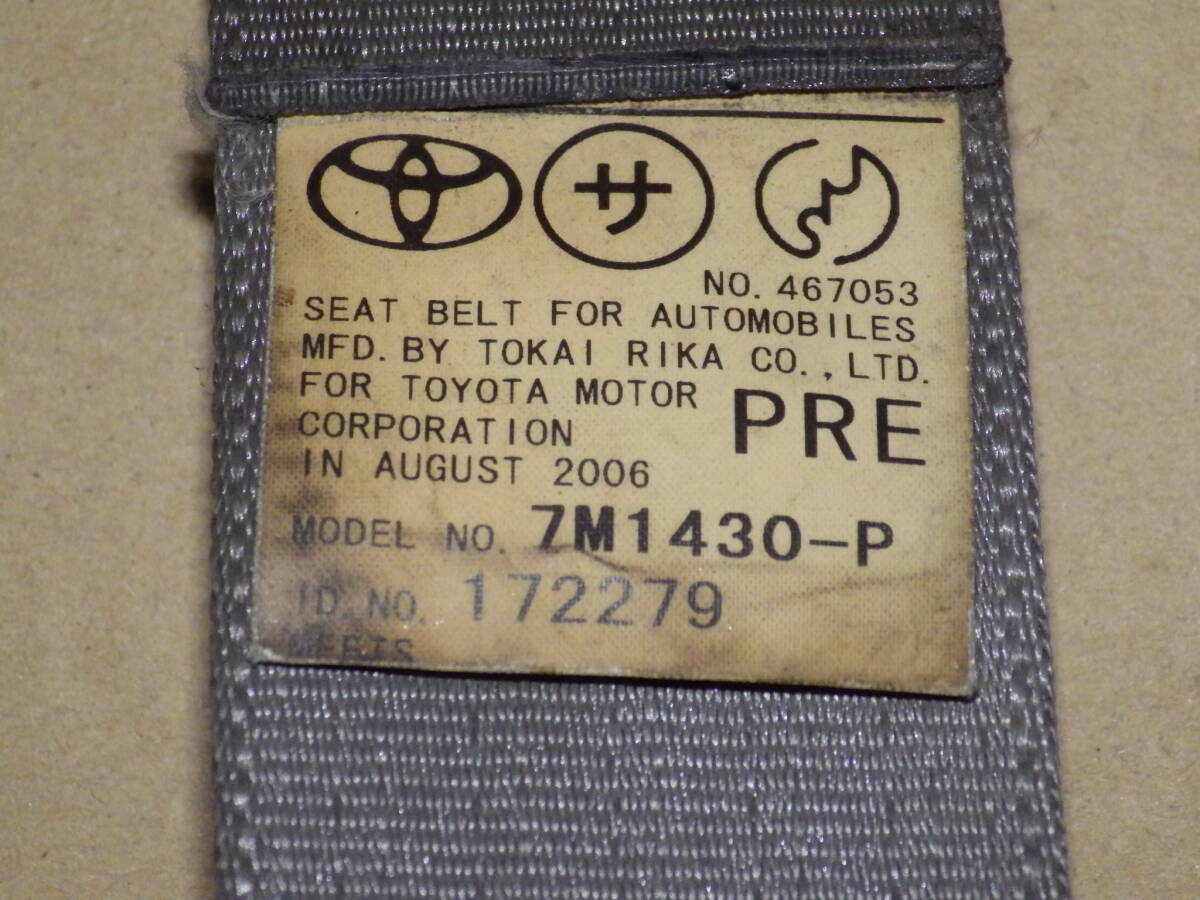 サ
NO. 467053
SEAT BELT FOR AUTOMOBILES
MFD. BY TOKAI RIKA CO., LTD.
FOR TOYOTA MOTOR
CORPORATION
PRE
IN AUGUST 2006
MODEL NO. 7M1430-P
ID. NO. 172279